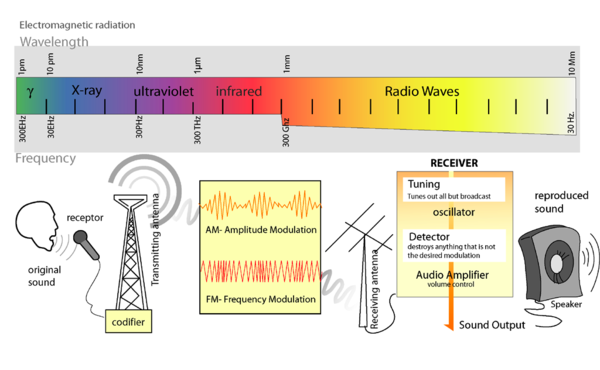 Electromagnetic radiation
Wavelength
1pm
10 pm
10nm
1µm
1mm
10 Mm
γ
X-ray
ultraviolet
infrared
Radio Waves
300EHz
30EHz
30PHz
300 THz
300 Ghz
30 Hz.
Frequency
original
sound
receptor
codifier
Transmitting antenna
AM- Amplitude Modulation
FM- Frequency Modulation
Receiving antenna
RECEIVER
Tuning
Tunes out all but broadcast
oscillator
Detector
destroys anything that is not
the desired modulation
Audio Amplifier
volume control
Sound Output
reproduced
sound
Speaker